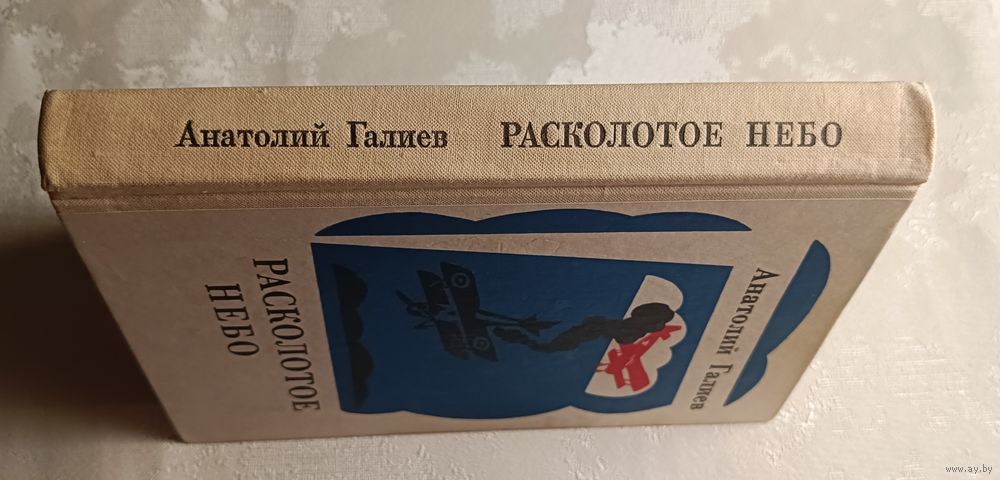 Анатолий Галиев РАСКОЛОТОЕ НЕБО
РАСКОЛОТОЕ
НЕБО
Анатолий Галиев
www.ay.by